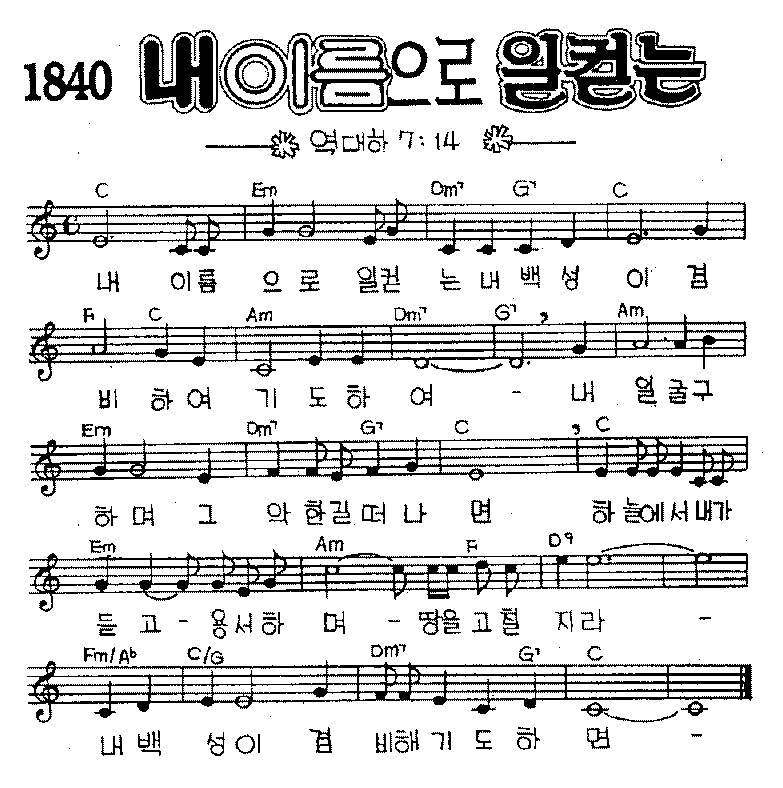 1840 내 이름으로 일컫는
역대하 7:14
C Em Dm7 G7 C
내 이름 으 로 일컫 는 내 백 성 이 겸
F C Am Dm7 G7 Am
비 하 여 기 도 하 여 - 내 얼 굴 구
Em Dm7 G7 C C
하 며 그 악 한 길 떠 나 면 하 늘에서 내가
Em Am F D9
듣 고 - 용 서 하 며 - 땅을 고 칠 지 라 -
Fm/Ab C/G Dm7 G7 C
내 백 성 이 겸 비해 기 도 하 면 -